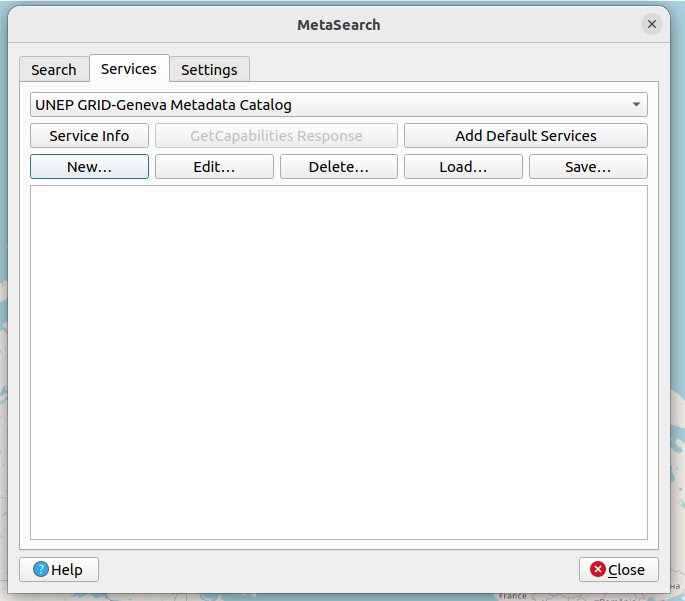 MetaSearch
Search Services Settings
UNEP GRID-Geneva Metadata Catalog
Service Info GetCapabilities Response Add Default Services
New... Edit... Delete... Load... Save...
Help Close
France